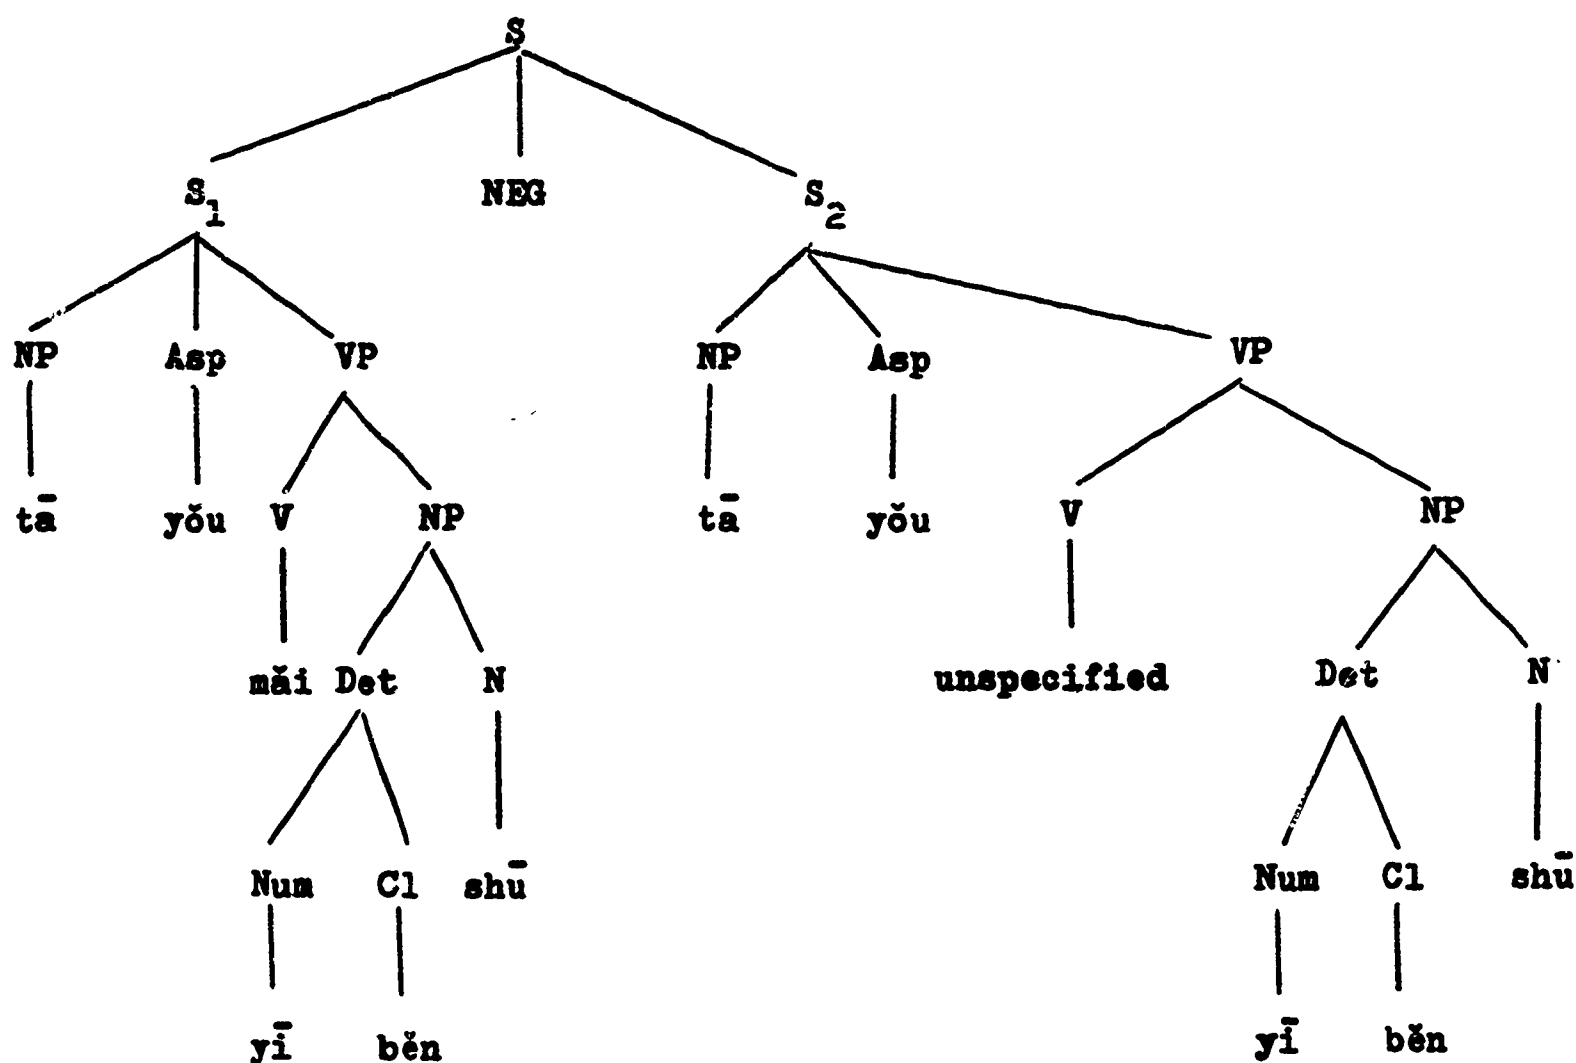 S
S₁ NEG S₂
NP Asp VP NP Asp VP
tā yǒu V NP tā yǒu V NP
mǎi Det N unspecified Det N
Num Cl shū Num Cl shū
yī běn yī běn